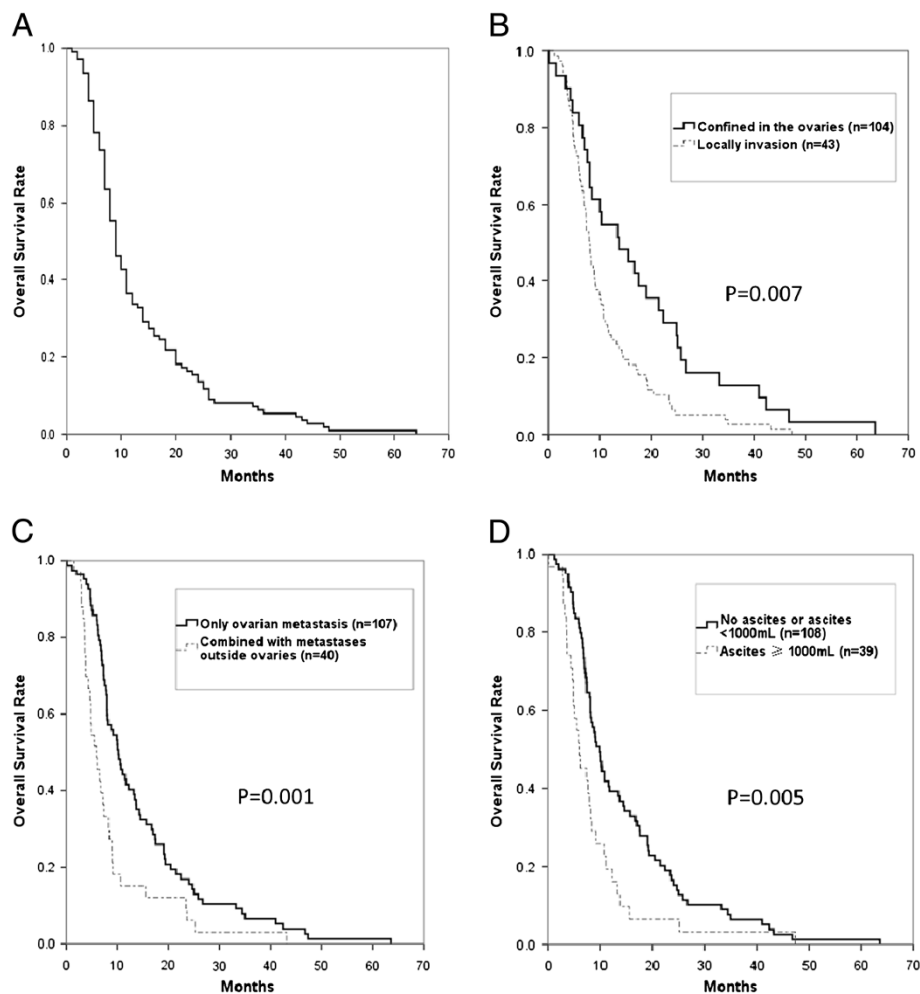 A
1.0
0.8
0.6
0.4
0.2
0.0
Overall Survival Rate
0 10 20 30 40 50 60 70
Months
B
1.0
0.8
0.6
0.4
0.2
0.0
Overall Survival Rate
Confined in the ovaries (n=104)
Locally invasion (n=43)
P=0.007
0 10 20 30 40 50 60 70
Months
C
1.0
0.8
0.6
0.4
0.2
0.0
Overall Survival Rate
Only ovarian metastasis (n=107)
Combined with metastases
outside ovaries (n=40)
P=0.001
0 10 20 30 40 50 60 70
Months
D
1.0
0.8
0.6
0.4
0.2
0.0
Overall Survival Rate
No ascites or ascites
<1000mL (n=108)
Ascites ⩾ 1000mL (n=39)
P=0.005
0 10 20 30 40 50 60 70
Months